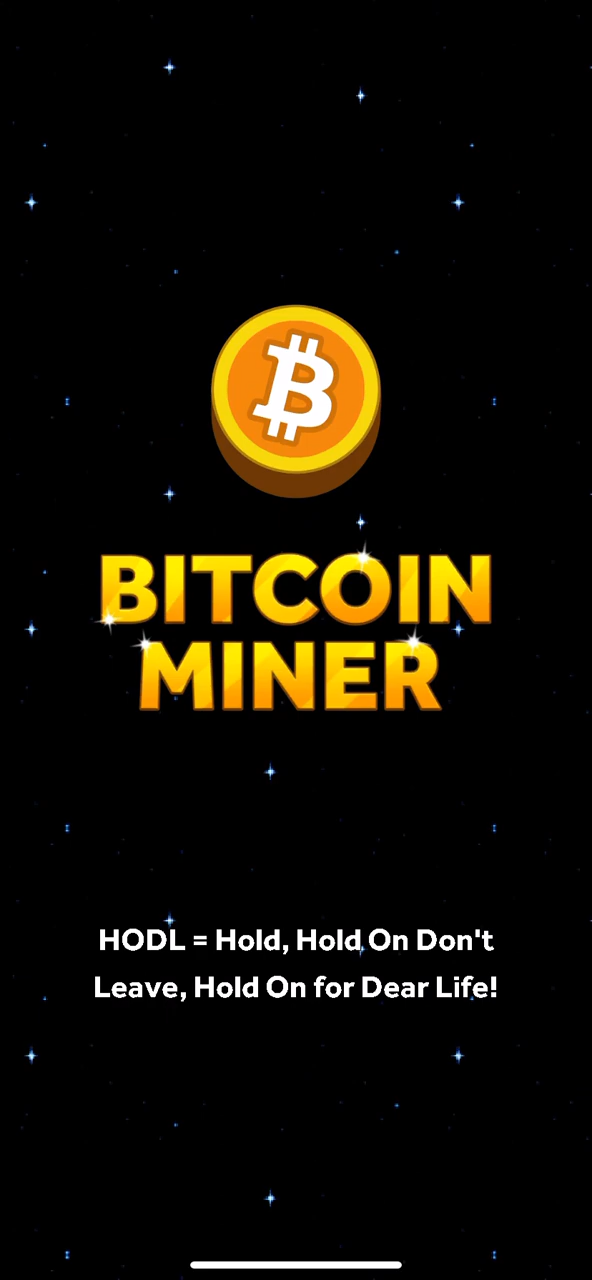 BITCOIN
MINER
HODL = Hold, Hold On Don't
Leave, Hold On for Dear Life!